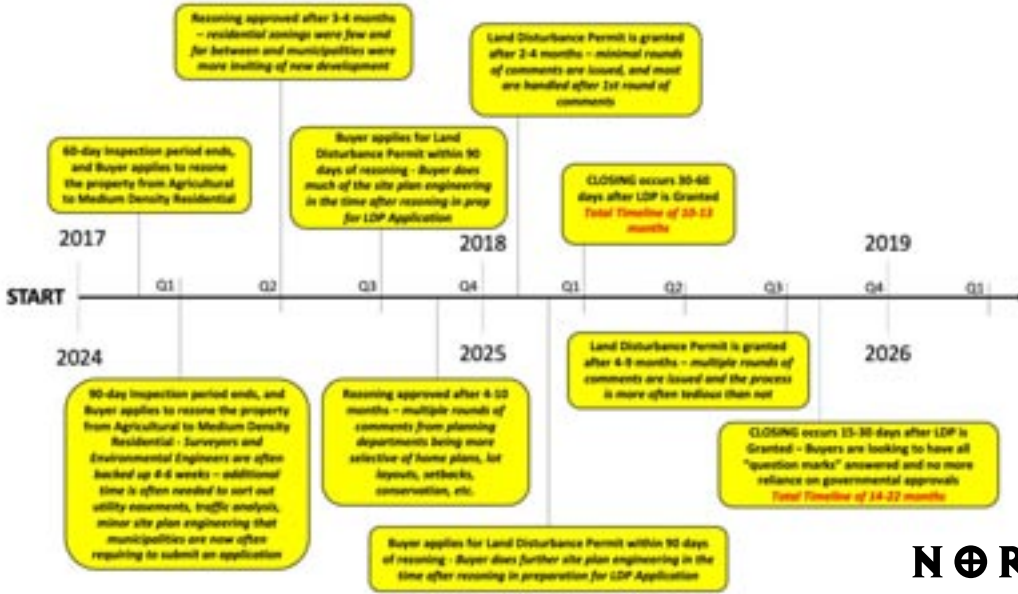 Rezoning approved after 3-4 months
– residential zonings were few and
far between and municipalities were
more inviting of new development
Land Disturbance Permit is granted
after 2-4 months – minimal rounds
of comments are issued, and most
are handled after 1st round of
comments
60-day Inspection period ends,
and Buyer applies to rezone
the property from Agricultural
to Medium Density Residential
Buyer applies for Land
Disturbance Permit within 90
days of rezoning - Buyer does
much of the site plan engineering
in the time after rezoning in prep
for LDP Application
CLOSING occurs 30-60
days after LDP is Granted
Total Timeline of 10-13
months
2017
2018
2019
START
Q1
Q2
Q3
Q4
Q1
Q2
Q3
Q4
Q1
2024
2025
2026
90-day Inspection period ends, and
Buyer applies to rezone the property
from Agricultural to Medium Density
Residential - Surveyors and
Environmental Engineers are often
backed up 4-6 weeks – additional
time is often needed to sort out
utility easements, traffic analysis,
minor site plan engineering that
municipalities are now often
requiring to submit an application
Rezoning approved after 4-10
months – multiple rounds of
comments from planning
departments being more
selective of home plans, lot
layouts, setbacks,
conservation, etc.
Land Disturbance Permit is granted
after 4-9 months – multiple rounds of
comments are issued and the process
is more often tedious than not
CLOSING occurs 15-30 days after LDP is
Granted – Buyers are looking to have all
"question marks" answered and no more
reliance on governmental approvals
Total Timeline of 14-22 months
Buyer applies for Land Disturbance Permit within 90 days
of rezoning - Buyer does further site plan engineering in the
time after rezoning in preparation for LDP Application
NOR